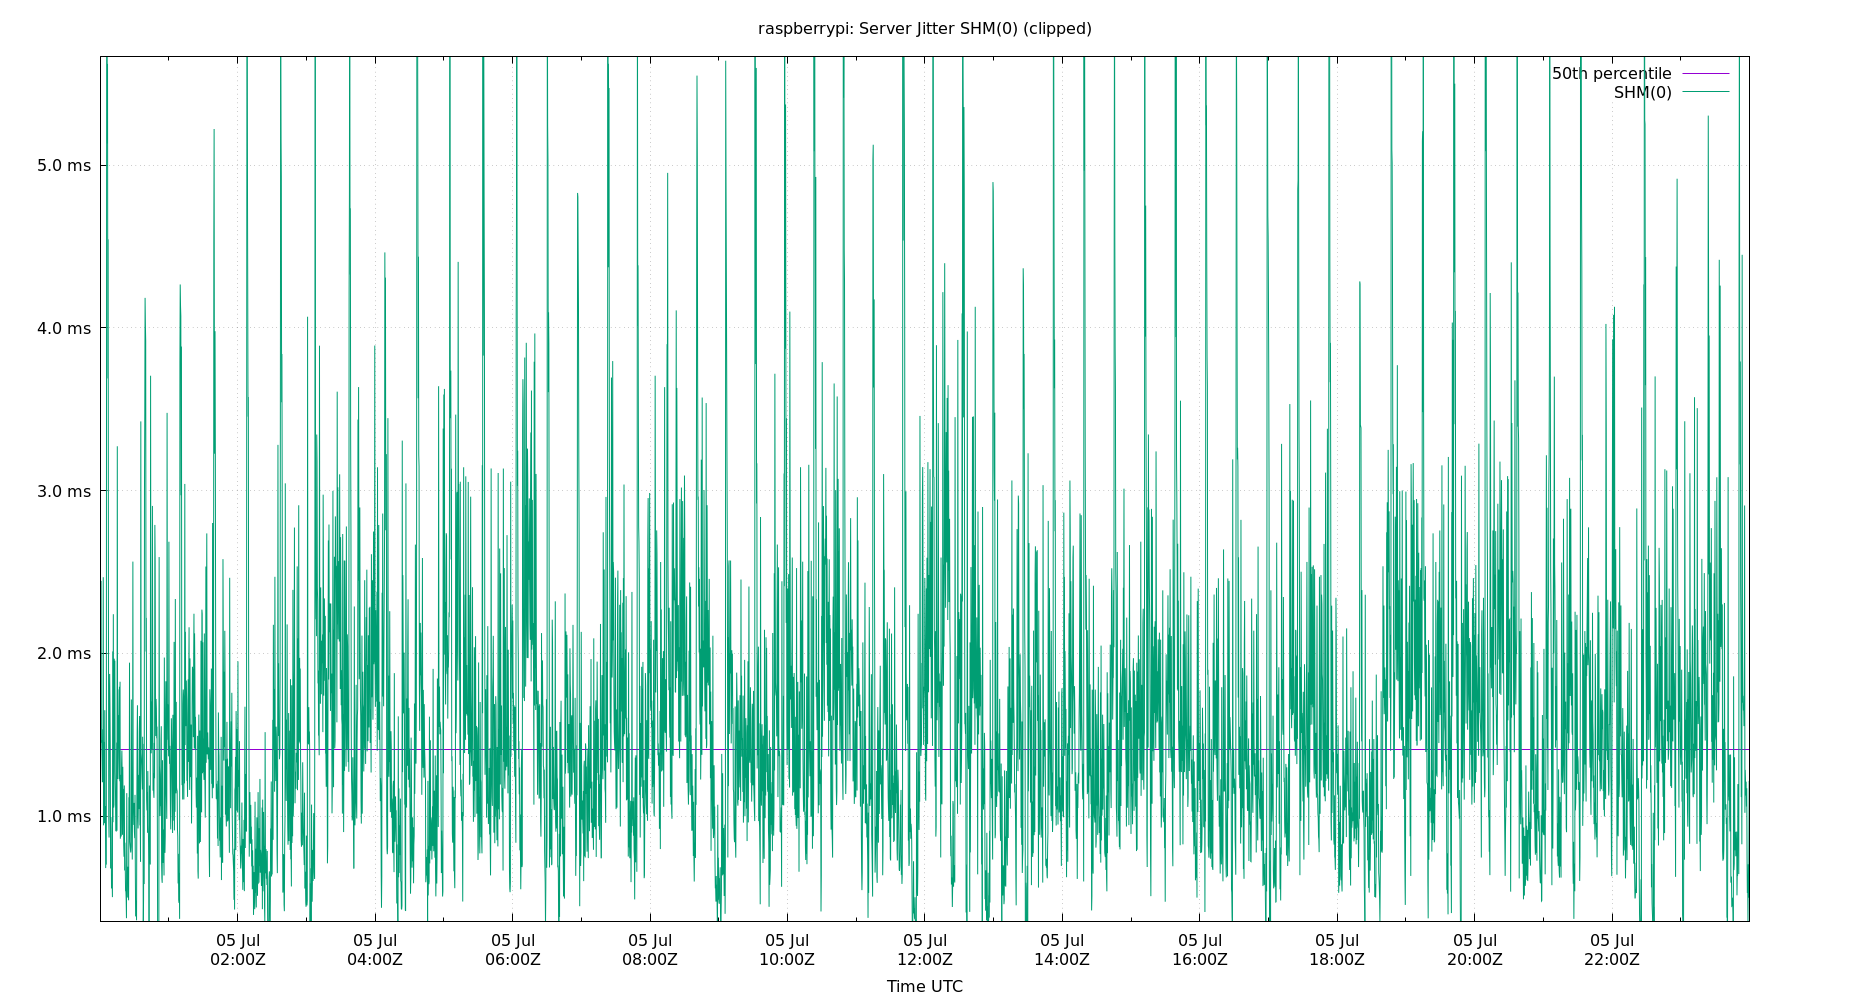 raspberrypi: Server Jitter SHM(0) (clipped)
50th percentile
SHM(0)
5.0 ms
4.0 ms
3.0 ms
2.0 ms
1.0 ms
05 Jul 05 Jul 05 Jul 05 Jul 05 Jul 05 Jul 05 Jul 05 Jul 05 Jul 05 Jul 05 Jul
02:00Z 04:00Z 06:00Z 08:00Z 10:00Z 12:00Z 14:00Z 16:00Z 18:00Z 20:00Z 22:00Z
Time UTC